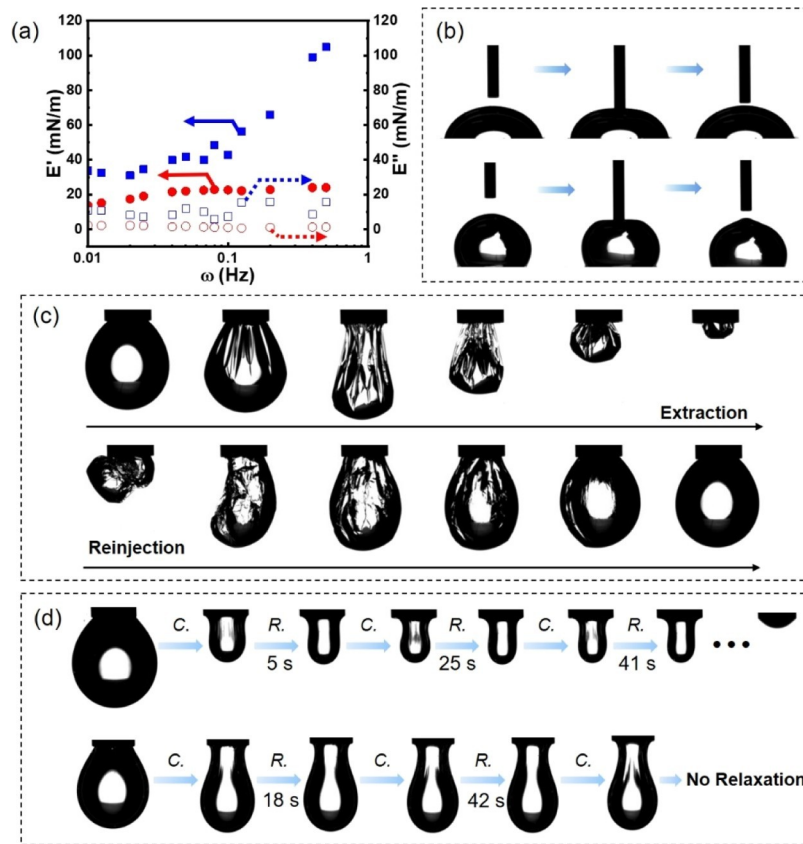 (a)
120
100
80
60
40
20
0
E' (mN/m)
120
100
80
60
40
20
0
E'' (mN/m)
0.01
0.1
1
ω (Hz)
(b)
(c)
Extraction
Reinjection
(d)
C. R. C. R. C. R.
5 s 25 s 41 s
C. R. C. R. C.
18 s 42 s
No Relaxation